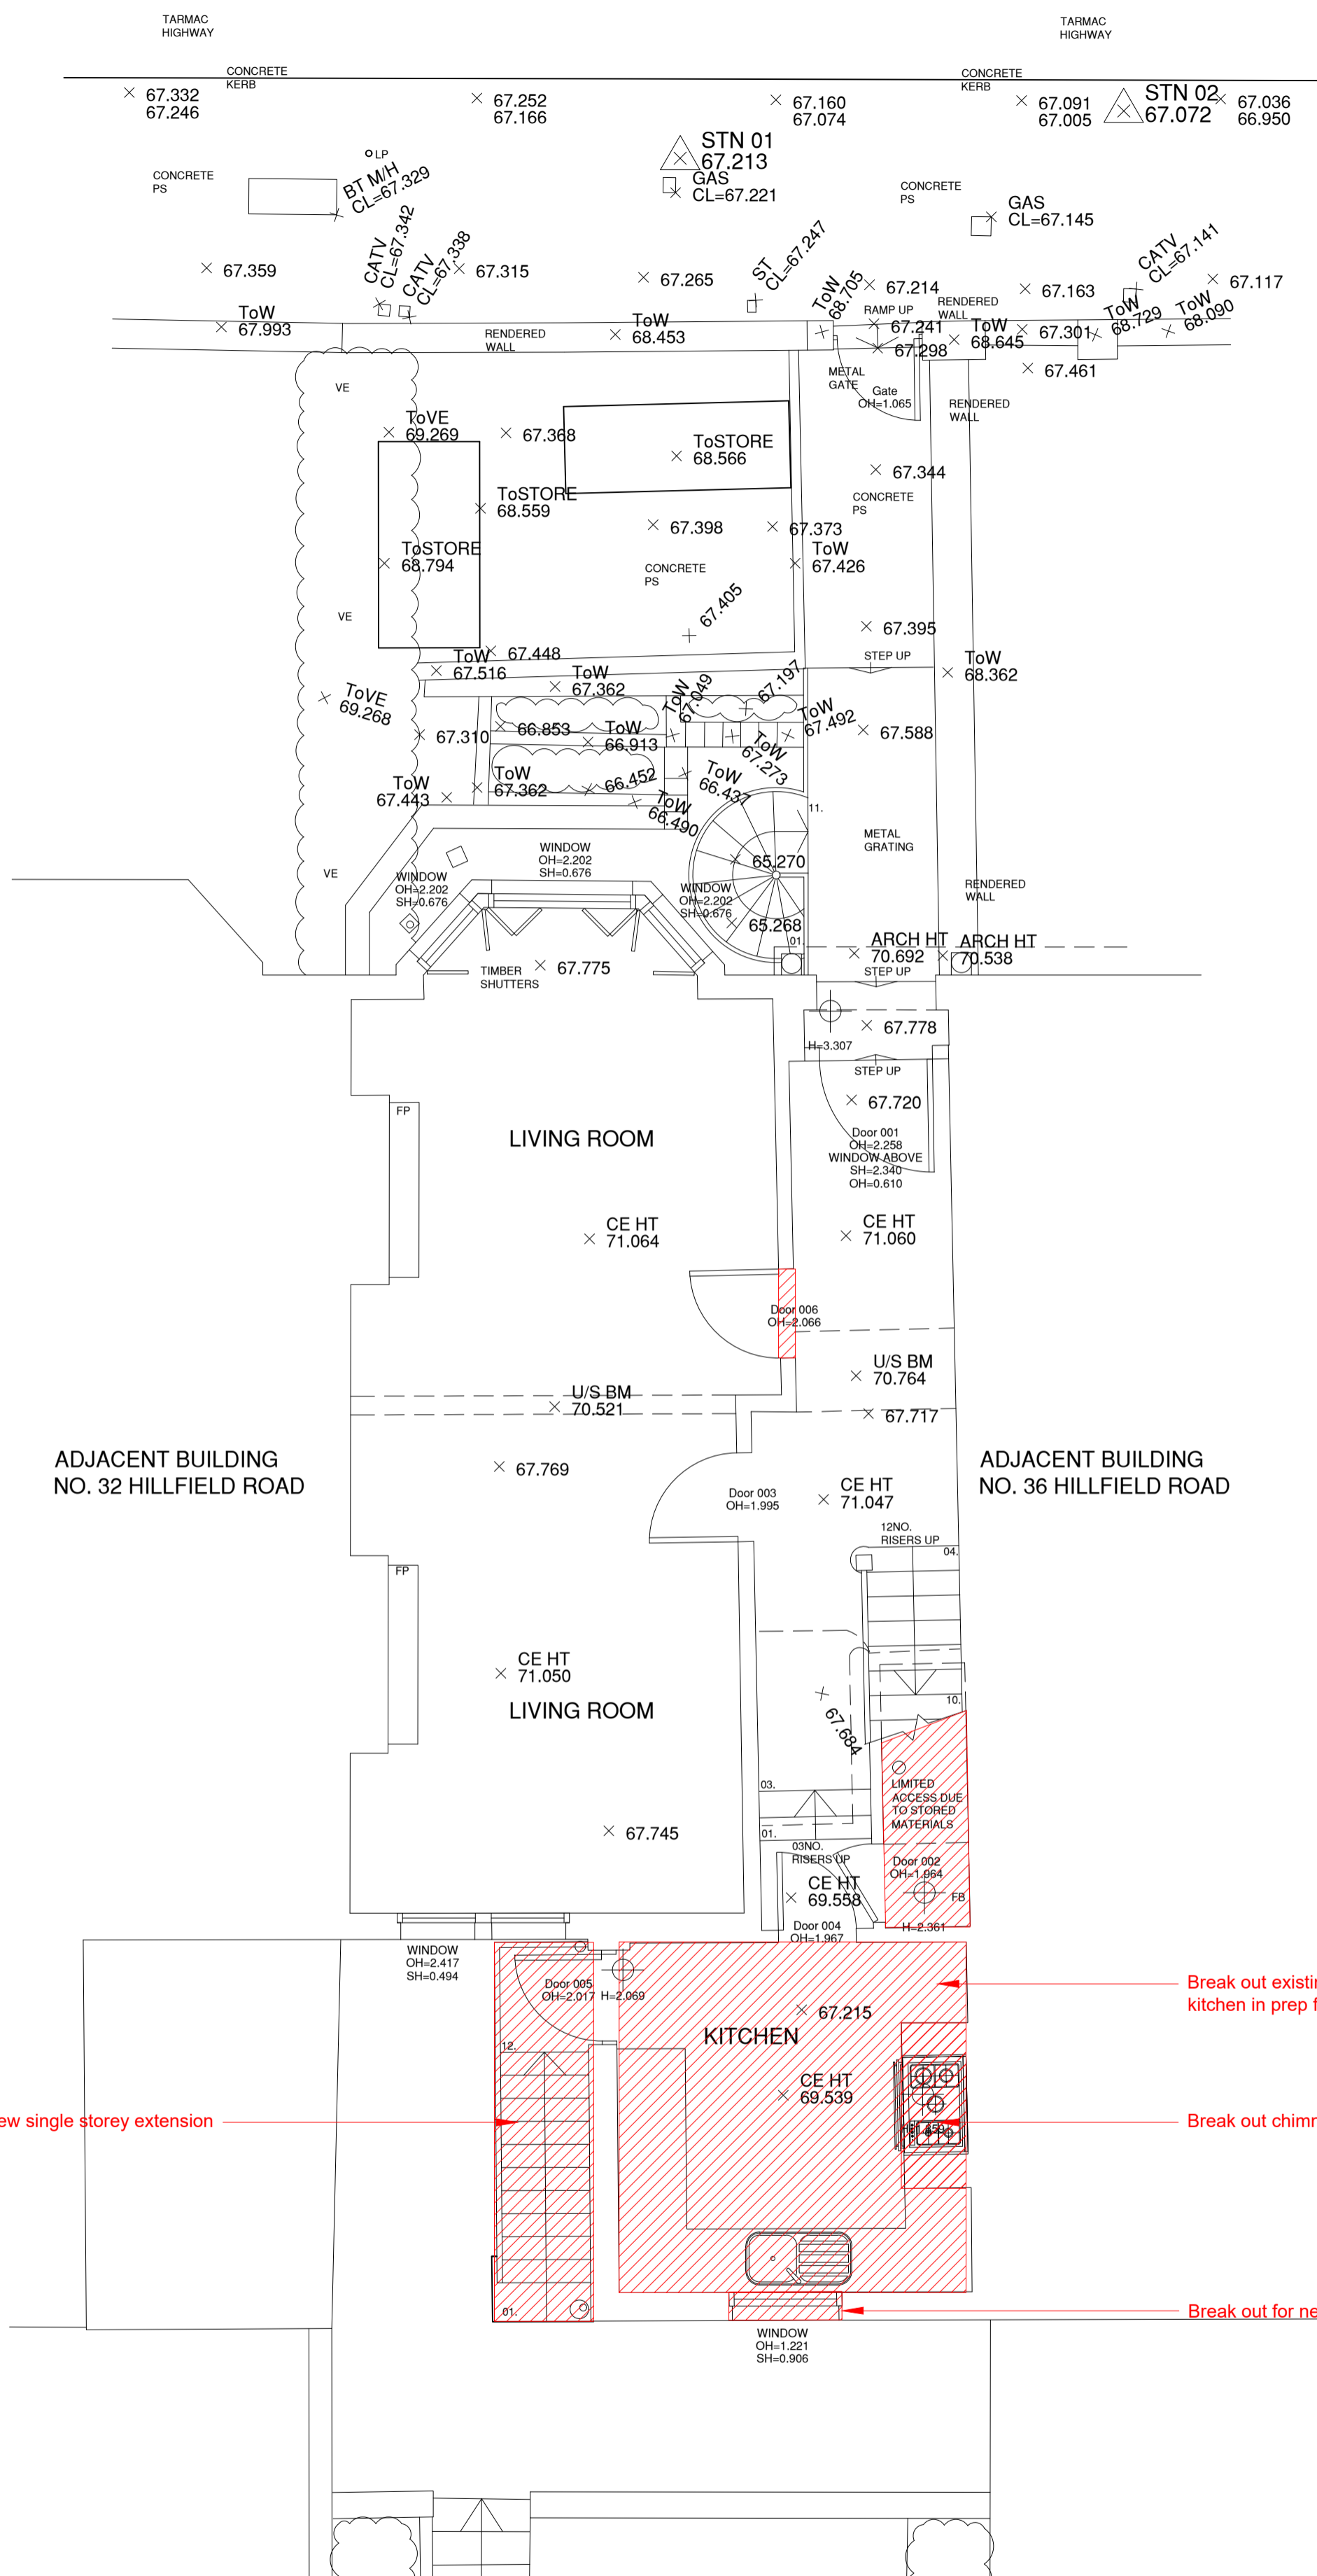 TARMAC
HIGHWAY
TARMAC
HIGHWAY
CONCRETE
KERB
CONCRETE
KERB
67.332
67.246
67.252
67.166
67.160
67.074
67.091
67.005
STN 02
67.072
67.036
66.950
STN 01
67.213
LP
GAS
CL=67.221
BT M/H
CL=67.329
CONCRETE
PS
CONCRETE
PS
GAS
CL=67.145
CATV
CL=67.342
CATV
CL=67.338
ST
CL=67.247
CATV
CL=67.141
67.359
67.315
67.265
67.214
67.163
67.117
ToW
67.993
RENDERED
WALL
ToW
68.453
ToW
68.705
RAMP UP
67.241
67.298
RENDERED
WALL
ToW
68.645
67.301
ToW
68.729
ToW
68.090
67.461
METAL
GATE
Gate
OH=1.065
RENDERED
WALL
VE
ToVE
69.269
67.368
ToSTORE
68.566
67.344
ToSTORE
68.559
CONCRETE
PS
67.398
67.373
ToSTORE
68.794
ToW
67.426
CONCRETE
PS
67.405
VE
67.395
STEP UP
67.448
ToW
67.516
ToW
67.362
ToW
68.362
ToVE
69.268
ToW
67.049
67.197
ToW
67.492
67.588
67.310
66.853
ToW
66.913
ToW
67.273
ToW
67.443
ToW
67.362
66.452
ToW
66.437
ToW
66.490
11.
METAL
GRATING
WINDOW
OH=2.202
SH=0.676
65.270
VE
WINDOW
OH=2.202
SH=0.676
WINDOW
OH=2.202
SH=0.676
RENDERED
WALL
65.268
01.
ARCH HT
70.692
ARCH HT
70.538
STEP UP
TIMBER
SHUTTERS
67.775
67.778
H=3.307
STEP UP
67.720
FP
LIVING ROOM
Door 001
OH=2.258
WINDOW ABOVE
SH=2.340
OH=0.610
CE HT
71.064
CE HT
71.060
Door 006
OH=2.066
U/S BM
70.764
U/S BM
70.521
67.717
ADJACENT BUILDING
NO. 32 HILLFIELD ROAD
67.769
ADJACENT BUILDING
NO. 36 HILLFIELD ROAD
Door 003
OH=1.995
CE HT
71.047
12NO.
RISERS UP
04.
FP
CE HT
71.050
LIVING ROOM
67.684
10.
03.
LIMITED
ACCESS DUE
TO STORED
MATERIALS
67.745
01.
03NO.
RISERS UP
Door 002
OH=1.964
CE HT
69.558
FB
Door 004
OH=1.967
H=2.361
WINDOW
OH=2.417
SH=0.494
Door 005
OH=2.017
H=2.069
Break out existin
kitchen in prep f
67.215
KITCHEN
12.
CE HT
69.539
ew single storey extension
Break out chimn
01.
Break out for ne
WINDOW
OH=1.221
SH=0.906